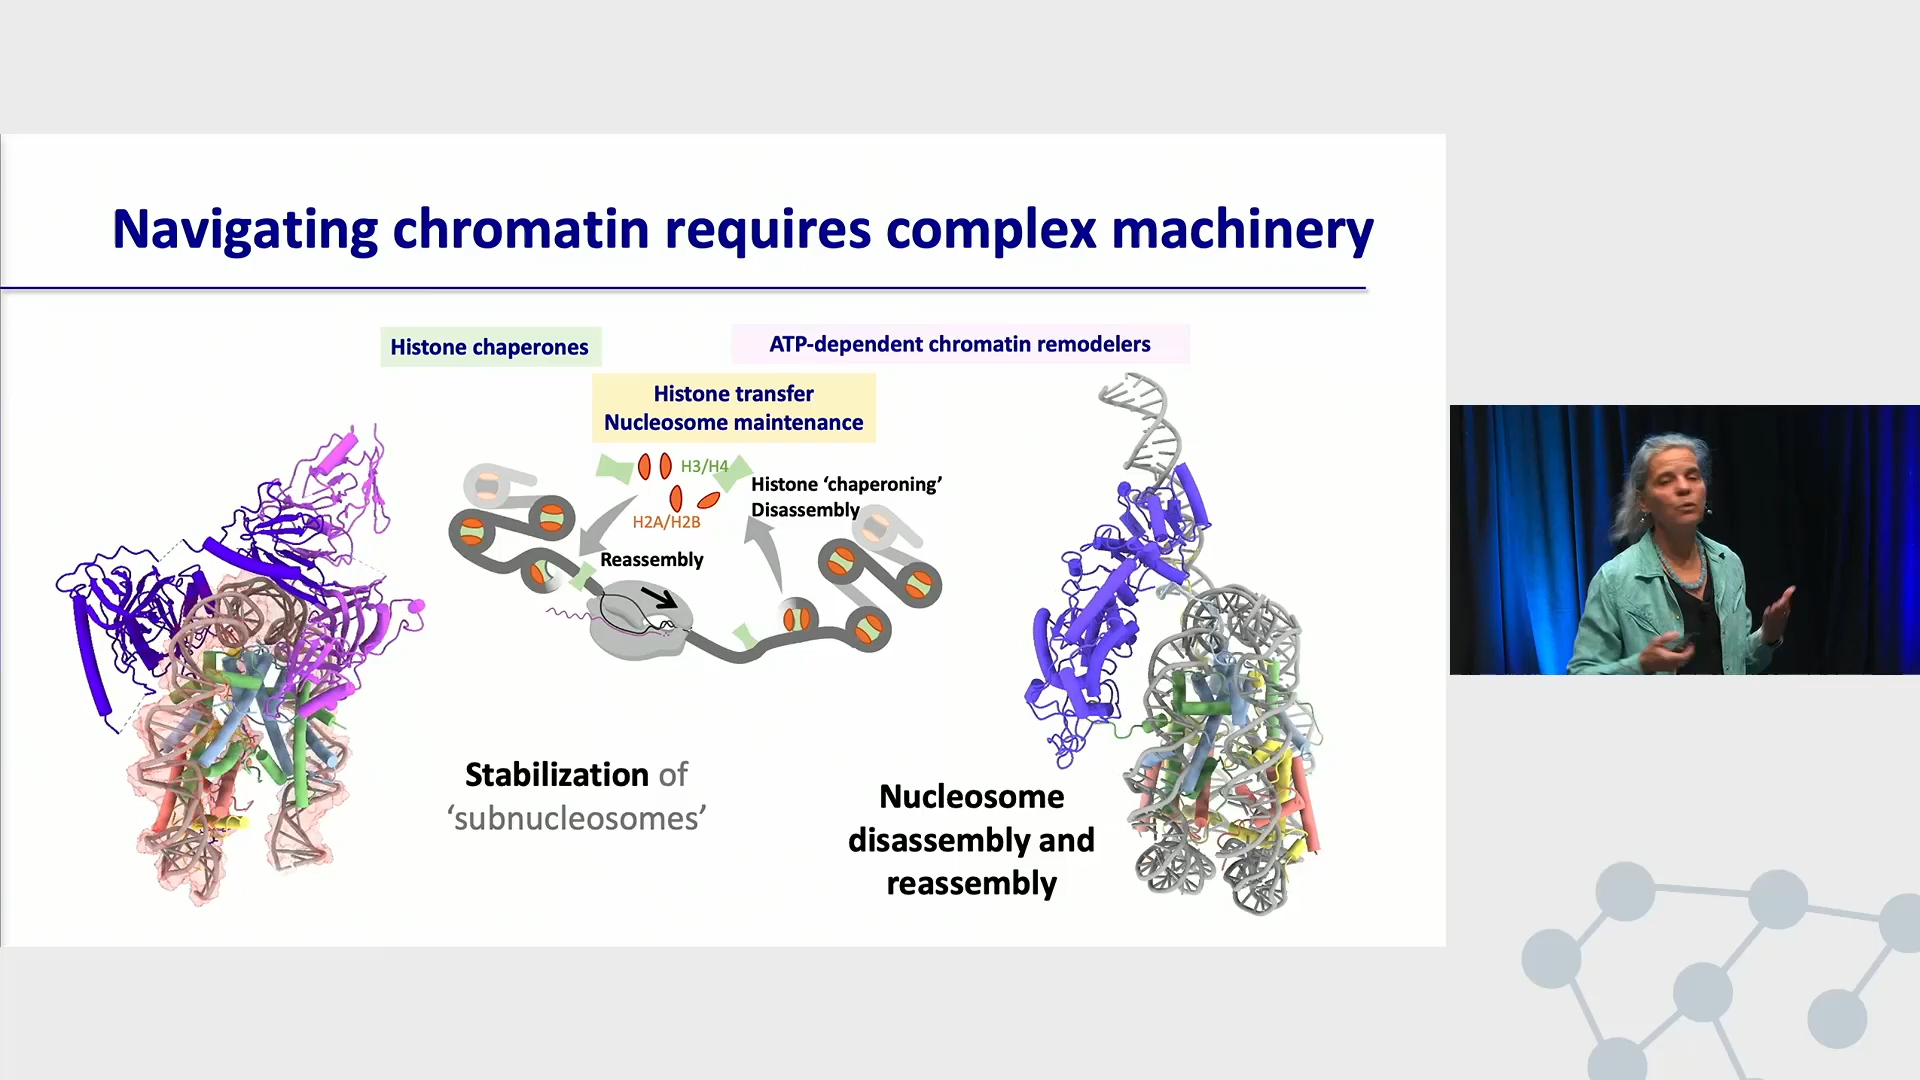 Navigating chromatin requires complex machinery
Histone chaperones
ATP-dependent chromatin remodelers
Histone transfer
Nucleosome maintenance
H3/H4
Histone ‘chaperoning’
Disassembly
H2A/H2B
Reassembly
Stabilization of
‘subnucleosomes’
Nucleosome
disassembly and
reassembly